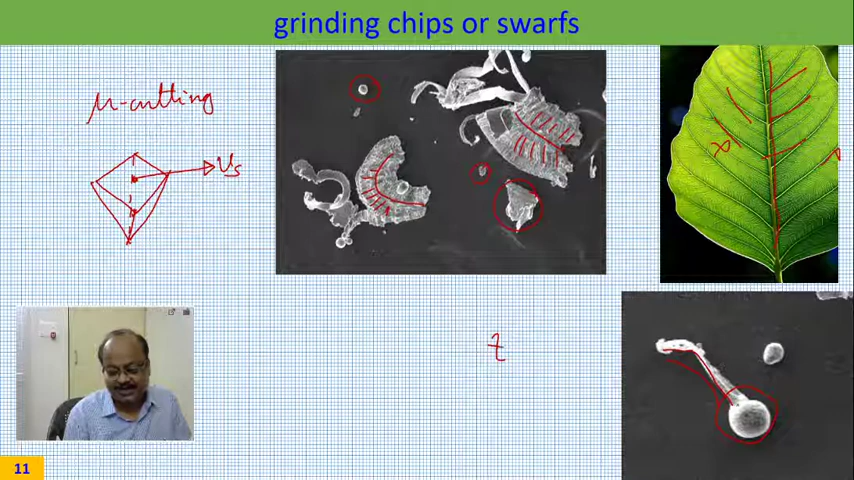 grinding chips or swarfs
μ-cutting
Vs
t
11